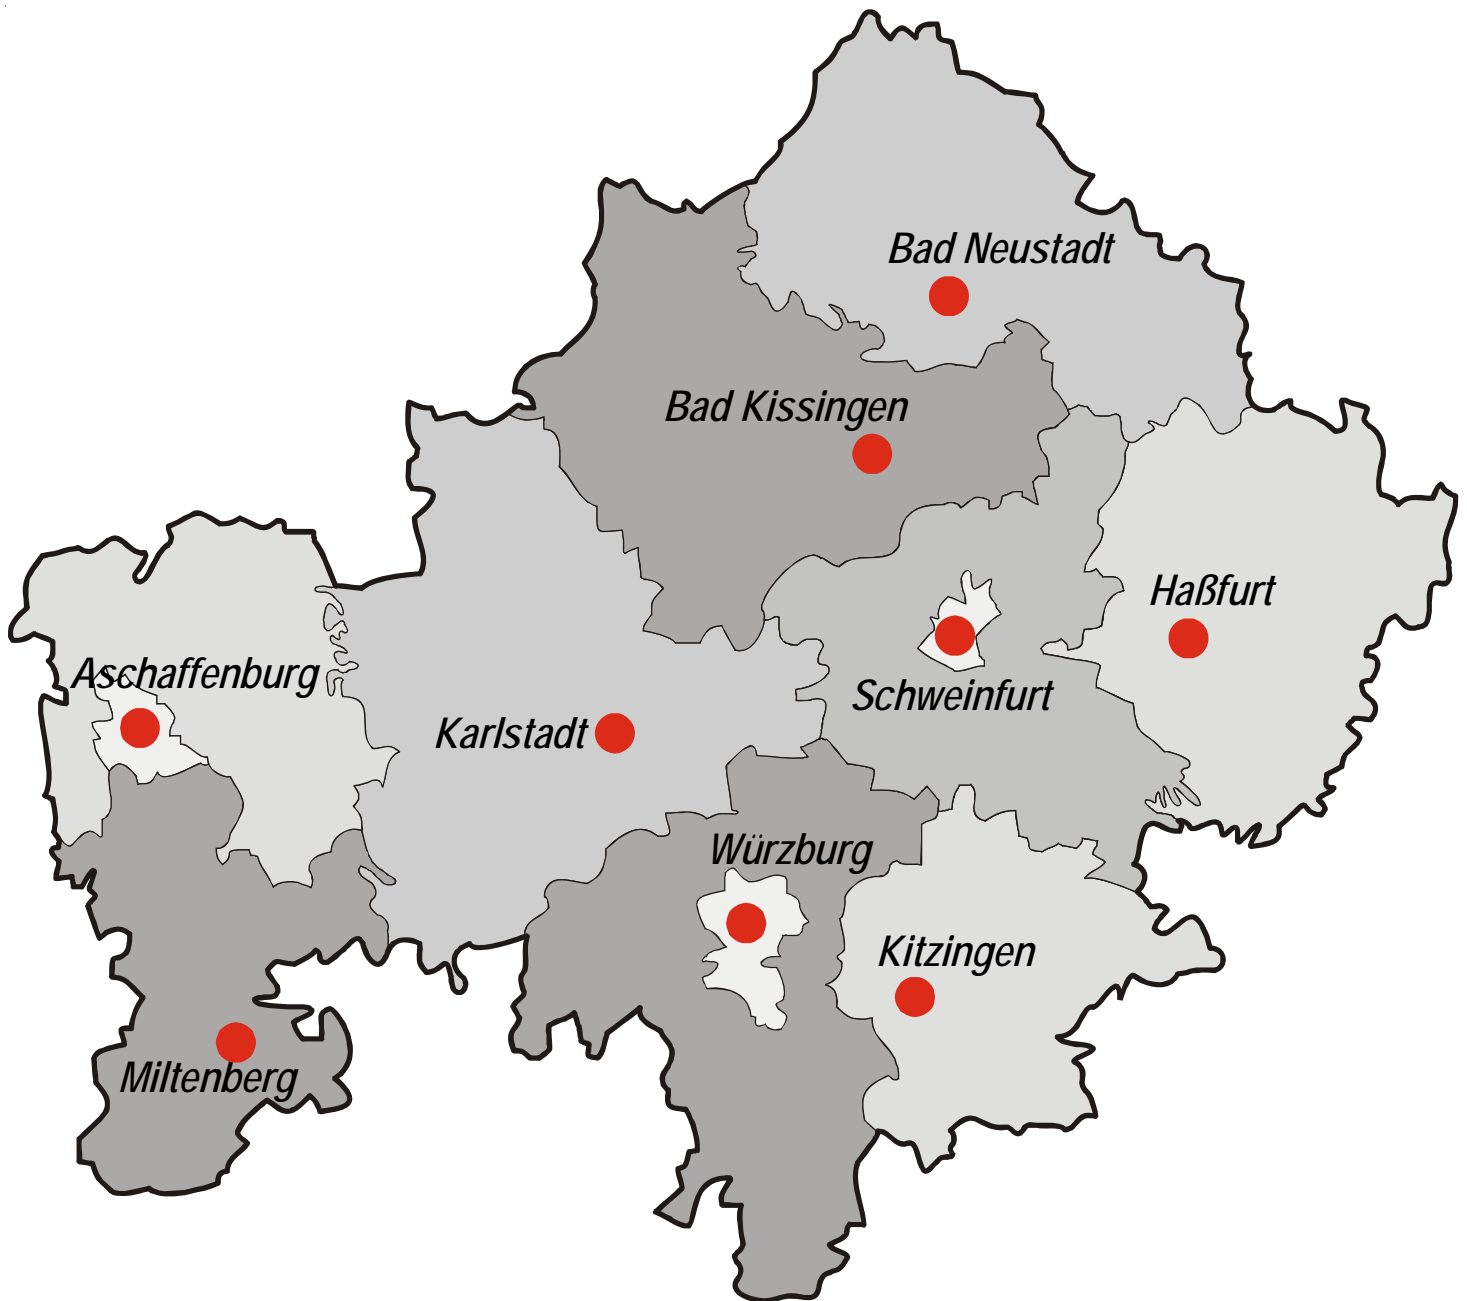 Bad Neustadt
Bad Kissingen
Haßfurt
Aschaffenburg
Schweinfurt
Karlstadt
Würzburg
Kitzingen
Miltenberg